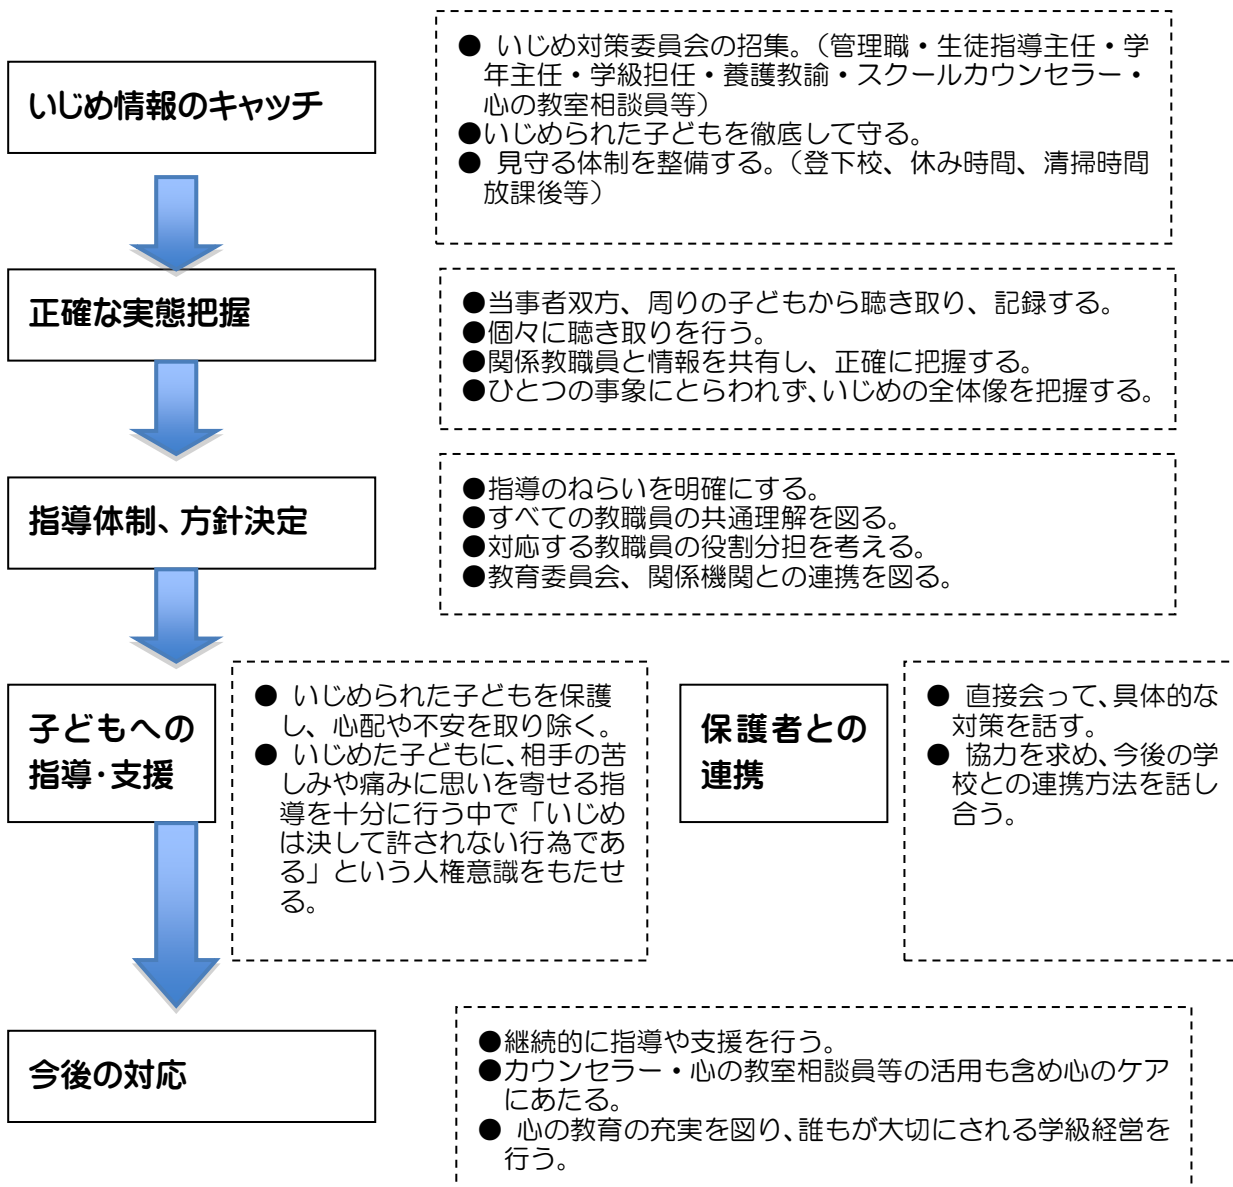 いじめ情報のキャッチ
● いじめ対策委員会の招集。（管理職・生徒指導主任・学
年主任・学級担任・養護教諭・スクールカウンセラー・
心の教室相談員等）
●いじめられた子どもを徹底して守る。
● 見守る体制を整備する。（登下校、休み時間、清掃時間
放課後等）
正確な実態把握
●当事者双方、周りの子どもから聴き取り、記録する。
●個々に聴き取りを行う。
●関係教職員と情報を共有し、正確に把握する。
●ひとつの事象にとらわれず、いじめの全体像を把握する。
指導体制、方針決定
●指導のねらいを明確にする。
●すべての教職員の共通理解を図る。
●対応する教職員の役割分担を考える。
●教育委員会、関係機関との連携を図る。
子どもへの
指導・支援
● いじめられた子どもを保護
し、心配や不安を取り除く。
● いじめた子どもに、相手の苦
しみや痛みに思いを寄せる指
導を十分に行う中で「いじめ
は決して許されない行為であ
る」という人権意識をもたせ
る。
保護者との
連携
● 直接会って、具体的な
対策を話す。
● 協力を求め、今後の学
校との連携方法を話し
合う。
今後の対応
●継続的に指導や支援を行う。
●カウンセラー・心の教室相談員等の活用も含め心のケア
にあたる。
● 心の教育の充実を図り、誰もが大切にされる学級経営を
行う。